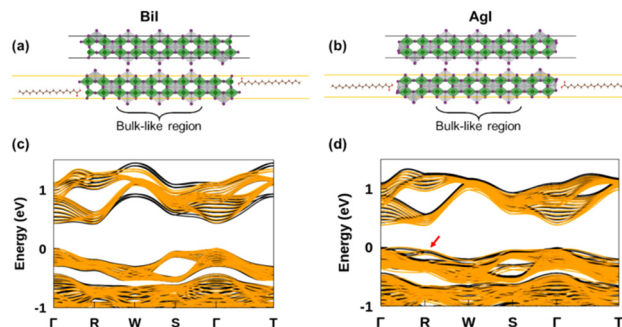 BiI
AgI
(a)
(b)
Bulk-like region
Bulk-like region
(c)
(d)
Energy (eV)
1
0
-1
Γ R W S Γ T
Energy (eV)
1
0
-1
Γ R W S Γ T